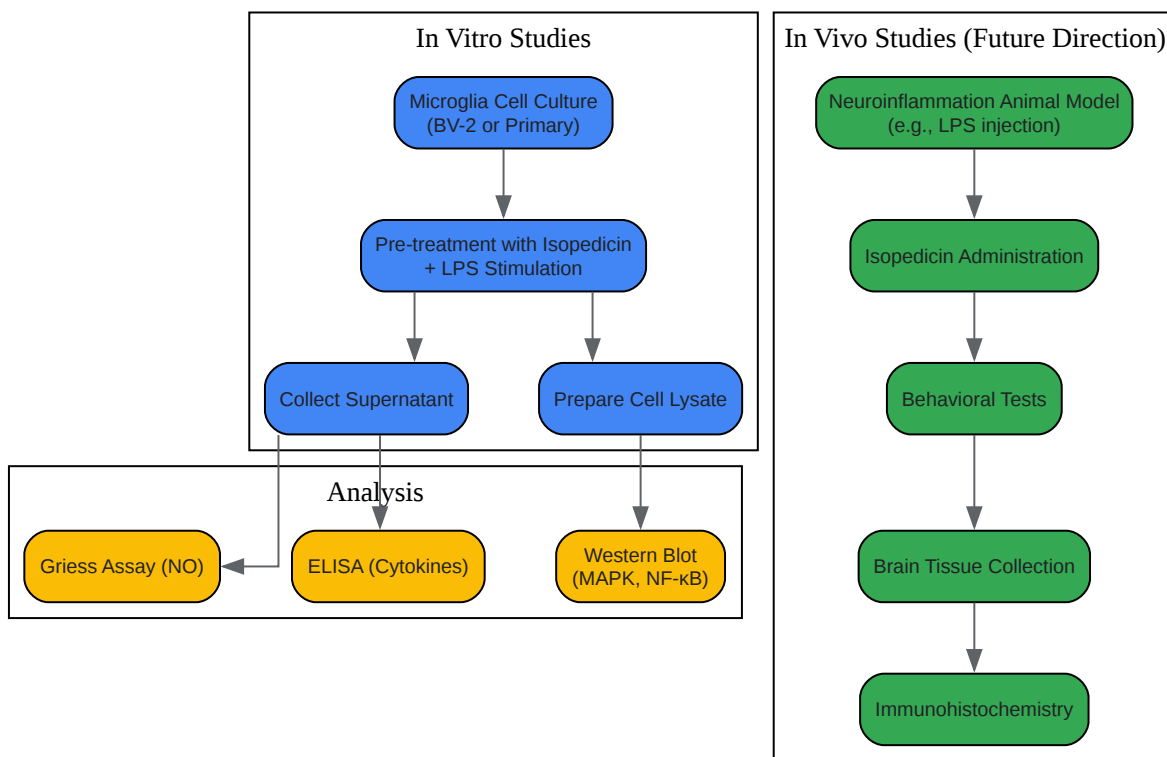 In Vitro Studies
Microglia Cell Culture
(BV-2 or Primary)
Pre-treatment with Isopedicin
+ LPS Stimulation
Collect Supernatant
Prepare Cell Lysate
Analysis
Griess Assay (NO)
ELISA (Cytokines)
Western Blot
(MAPK, NF-κB)
In Vivo Studies (Future Direction)
Neuroinflammation Animal Model
(e.g., LPS injection)
Isopedicin Administration
Behavioral Tests
Brain Tissue Collection
Immunohistochemistry